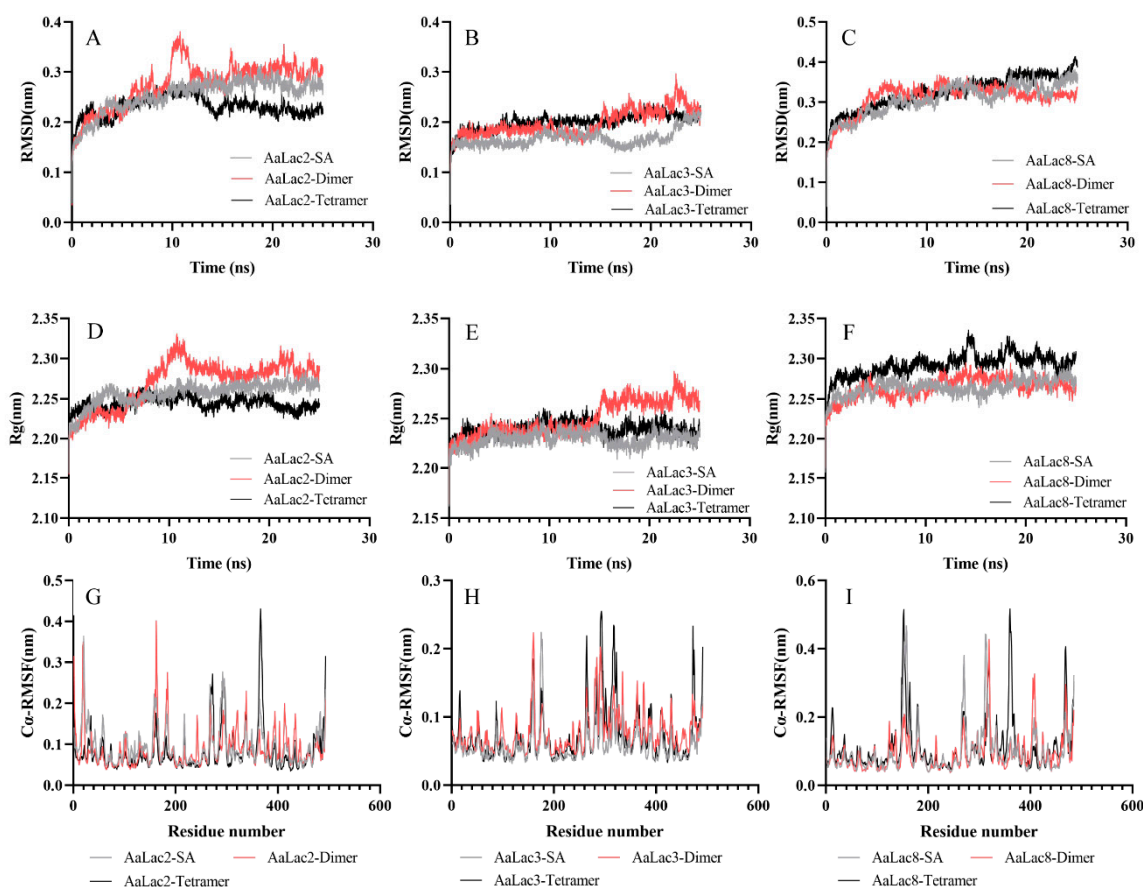 A
RMSD(nm)
0.4
0.3
0.2
0.1
0.0
0 10 20 30
Time (ns)
AaLac2-SA
AaLac2-Dimer
AaLac2-Tetramer
B
RMSD(nm)
0.4
0.3
0.2
0.1
0.0
0 10 20 30
Time (ns)
AaLac3-SA
AaLac3-Dimer
AaLac3-Tetramer
C
RMSD(nm)
0.5
0.4
0.3
0.2
0.1
0.0
0 10 20 30
Time (ns)
AaLac8-SA
AaLac8-Dimer
AaLac8-Tetramer
D
Rg(nm)
2.35
2.30
2.25
2.20
2.10
0 10 20 30
Time (ns)
AaLac2-SA
AaLac2-Dimer
AaLac2-Tetramer
E
Rg(nm)
2.35
2.30
2.25
2.20
2.15
0 10 20 30
Time (ns)
AaLac3-SA
AaLac3-Dimer
AaLac3-Tetramer
F
Rg(nm)
2.35
2.30
2.25
2.20
2.10
0 10 20 30
Time (ns)
AaLac8-SA
AaLac8-Dimer
AaLac8-Tetramer
G
Cα-RMSF(nm)
0.5
0.4
0.3
0.2
0.1
0.0
0 200 400 600
Residue number
AaLac2-SA AaLac2-Dimer
AaLac2-Tetramer
H
Cα-RMSF(nm)
0.3
0.2
0.1
0.0
0 200 400 600
Residue number
AaLac3-SA AaLac3-Dimer
AaLac3-Tetramer
I
Cα-RMSF(nm)
0.6
0.4
0.2
0.0
0 200 400 600
Residue number
AaLac8-SA AaLac8-Dimer
AaLac8-Tetramer